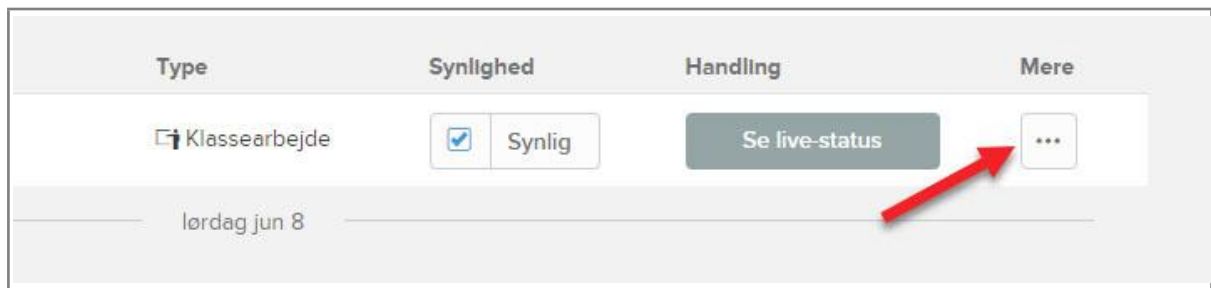 Type Synlighed Handling Mere
Klassearbejde Synlig Se live-status ...
lørdag jun 8